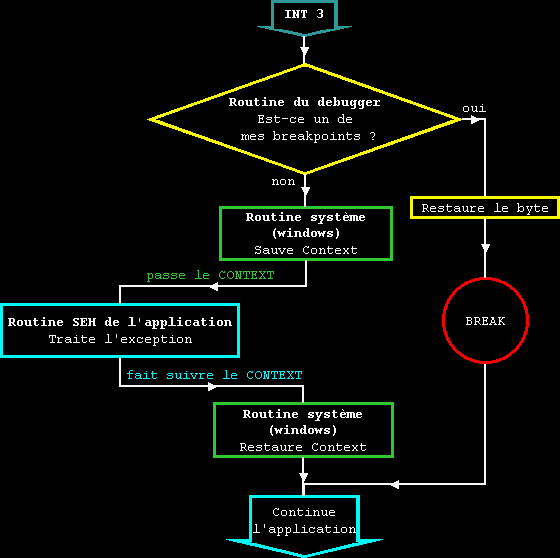 INT 3
Routine du debugger
Est-ce un de
mes breakpoints ?
oui
non
Restaure le byte
Routine système
(windows)
Sauve Context
passe le CONTEXT
Routine SEH de l'application
Traite l'exception
BREAK
fait suivre le CONTEXT
Routine système
(windows)
Restaure Context
Continue
l'application